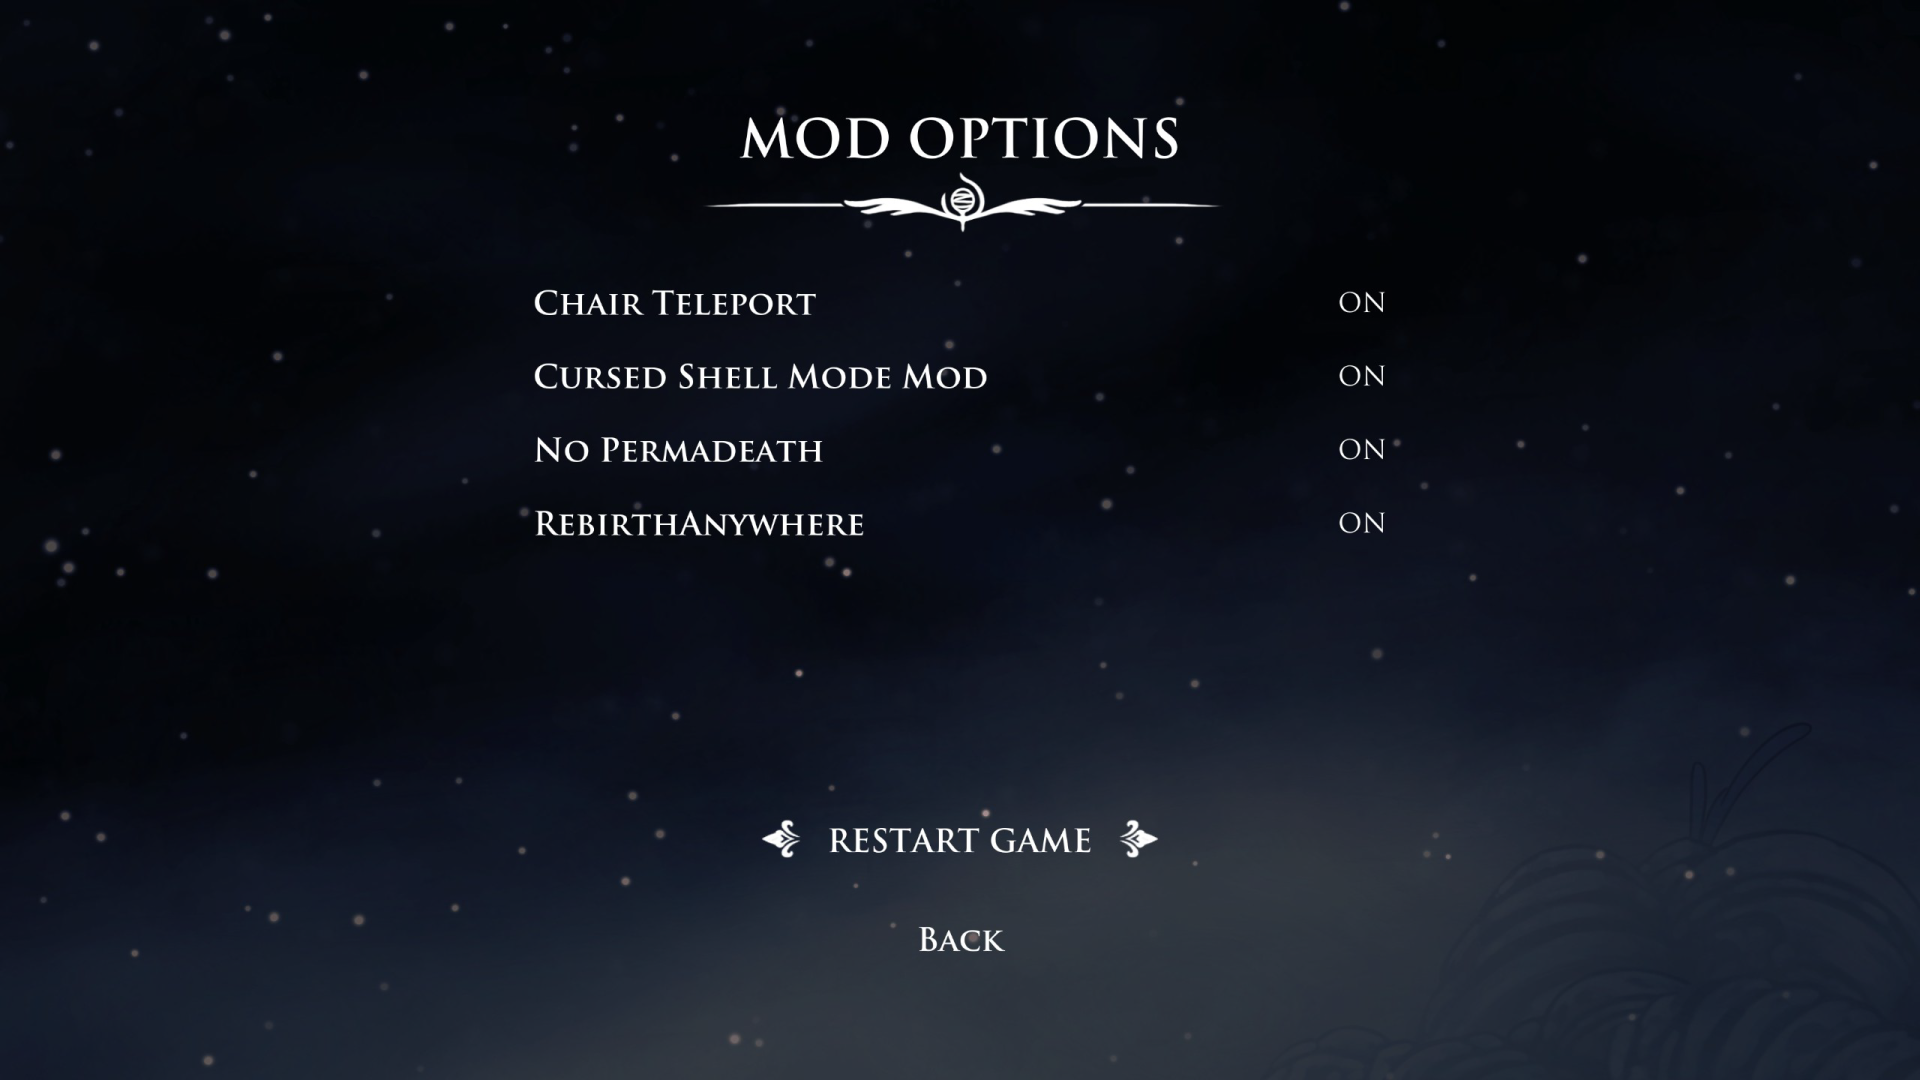 MOD OPTIONS
CHAIR TELEPORT ON
CURSED SHELL MODE MOD ON
NO PERMADEATH ON
REBIRTHANYWHERE ON
RESTART GAME
BACK